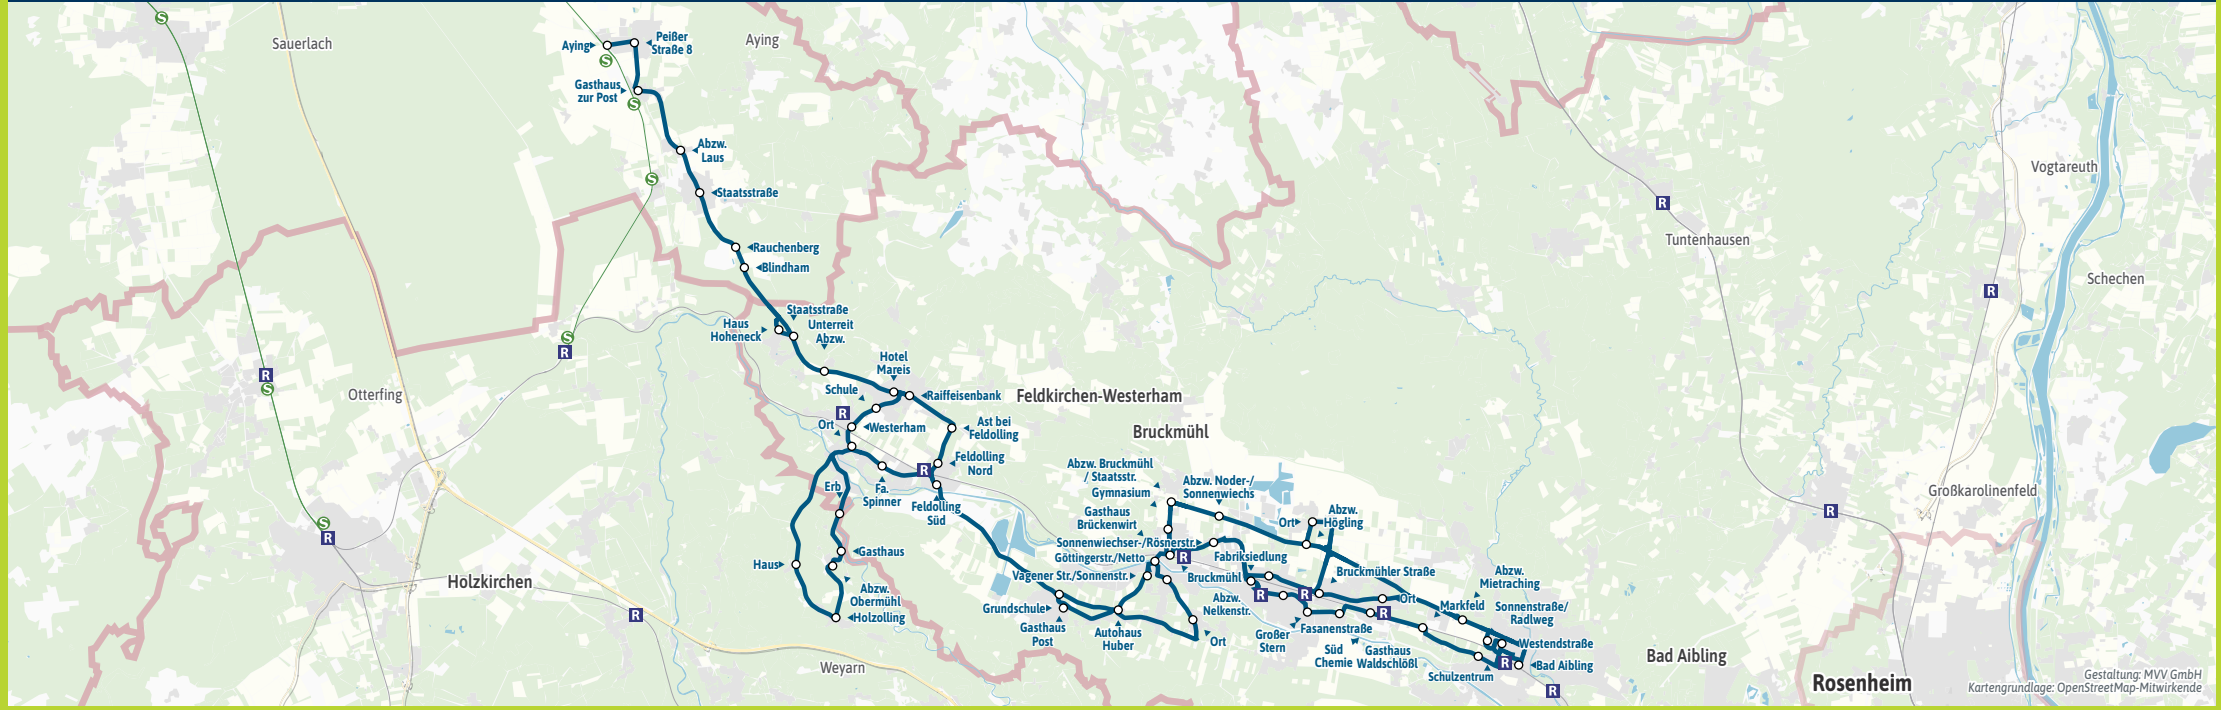 S
Sauerlach
Aying
S
Peißer
Straße 8
Aying
Gasthaus
zur Post
S
Abzw.
Laus
S
Staatsstraße
Vogtareuth
R
Tuntenhausen
Rauchenberg
Blindham
Schechen
R
Staatsstraße
Haus
Hoheneck
Unterreit
Abzw.
S
R
Hotel
Mareis
R
S
Otterfing
Schule
Raiffeisenbank
Feldkirchen-Westerham
R
Ort
Westerham
Ast bei
Feldolling
Bruckmühl
Feldolling
Nord
R
Erb
Fa.
Spinner
Feldolling
Süd
Abzw. Bruckmühl
/ Staatsstr.
Gymnasium
Abzw. Noder-/
Sonnenwiechs
Gasthaus
Brückenwirt
Ort
Abzw.
Högling
Großkarolinenfeld
R
S
R
Sonnenwiechser-/Rösnerstr.
Göttingerstr./Netto
R
Fabriksiedlung
Gasthaus
Haus
Vagener Str./Sonnenstr.
Bruckmühl
Bruckmühler Straße
Abzw.
Mietraching
Holzkirchen
Abzw.
Obermühl
Holzolling
Grundschule
Gasthaus
Post
Autohaus
Huber
Ort
Abzw.
Nelkenstr.
R
R
Ort
R
Markfeld
Sonnenstraße/
Radlweg
R
Großer
Stern
Fasanenstraße
Süd
Chemie
Gasthaus
Waldschlößl
Westendstraße
R
Bad Aibling
Schulzentrum
R
Weyarn
Bad Aibling
Rosenheim
Gestaltung: MVV GmbH
Kartengrundlage: OpenStreetMap-Mitwirkende